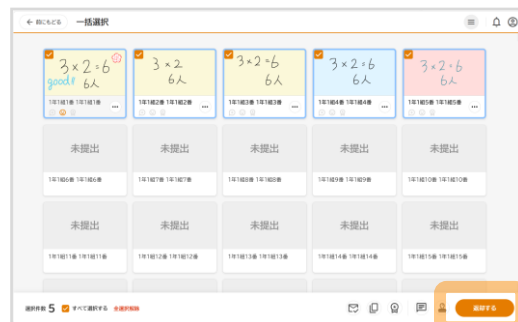 ← 前にもどる 一括選択
3×2=6
good! 6人
3×2
6人
3×2=6
6人
3×2=6
6人
3×2=6
6人
1年1組1番 1年1組1番
1年1組2番 1年1組2番
1年1組3番 1年1組3番
1年1組4番 1年1組4番
1年1組5番 1年1組5番
未提出
未提出
未提出
未提出
未提出
1年1組6番 1年1組6番
1年1組7番 1年1組7番
1年1組8番 1年1組8番
1年1組9番 1年1組9番
1年1組10番 1年1組10番
未提出
未提出
未提出
未提出
未提出
1年1組11番 1年1組11番
1年1組12番 1年1組12番
1年1組13番 1年1組13番
1年1組14番 1年1組14番
1年1組15番 1年1組15番
選択件数 5 すべて選択する 全選択解除
返却する